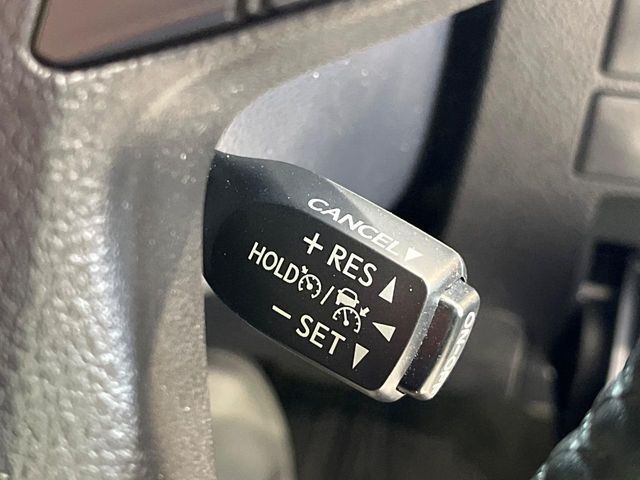 CANCEL▼
+ RES ▲
HOLD /
◀
− SET ▼